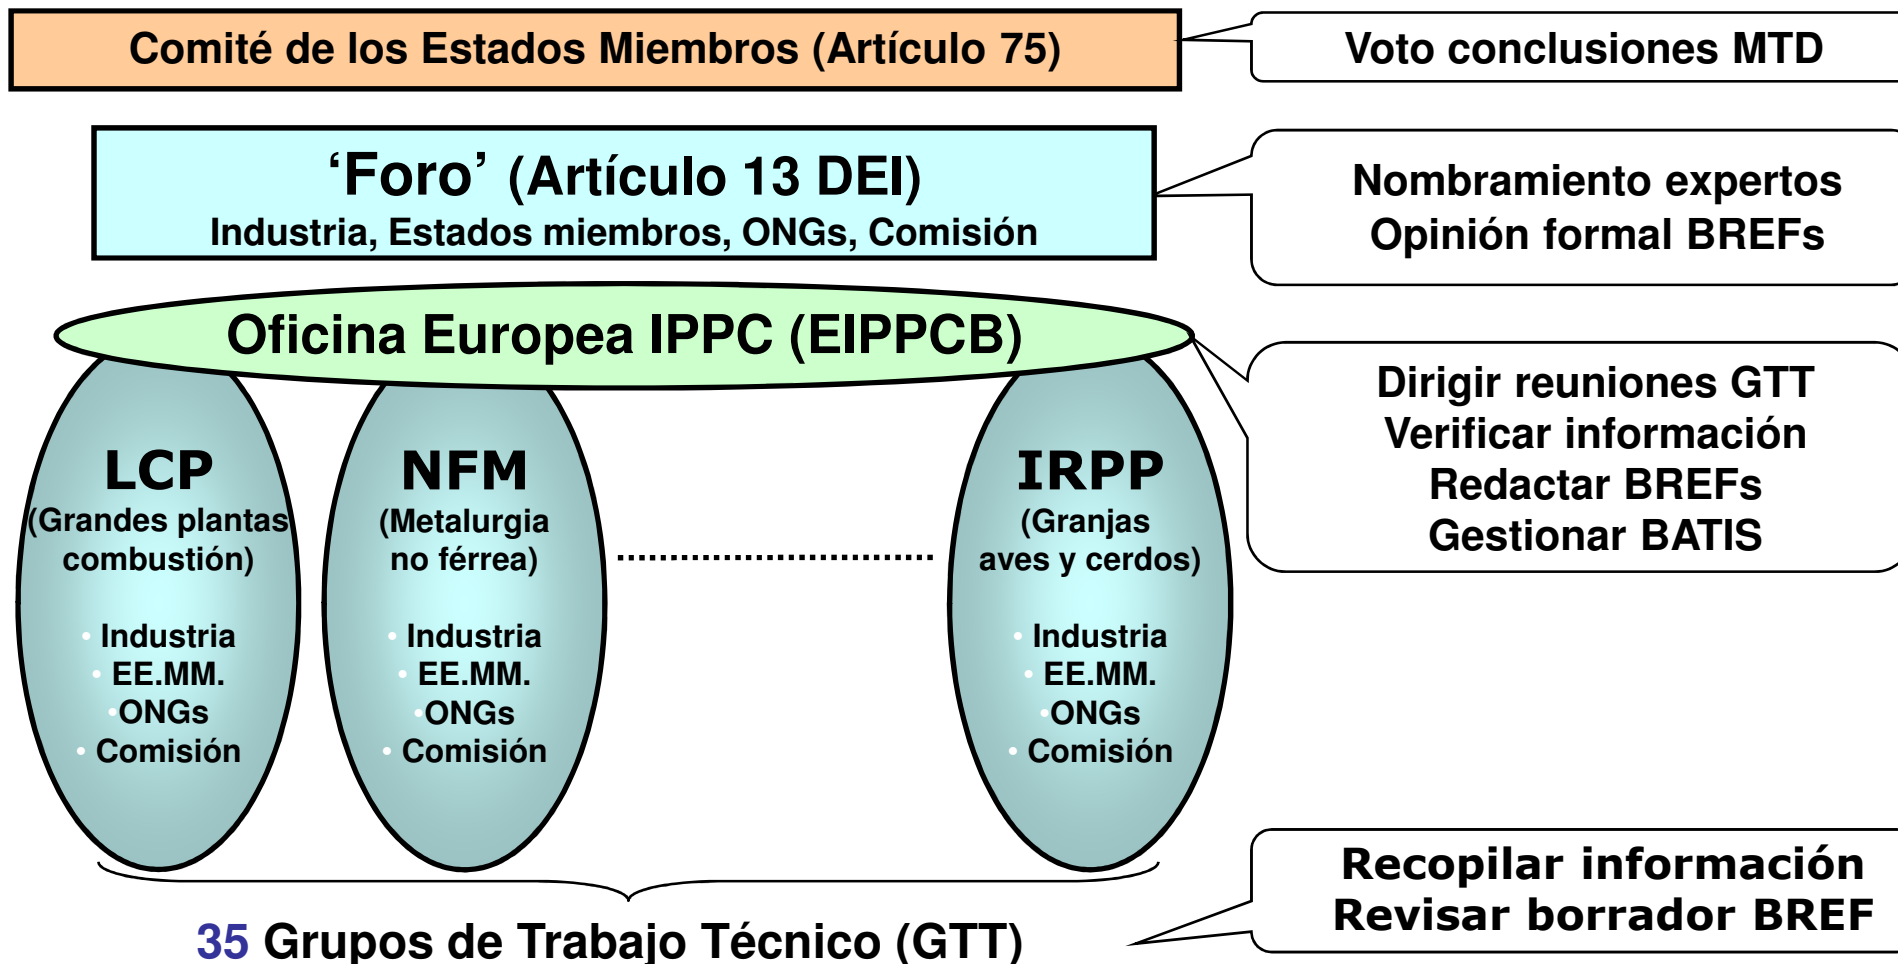 Comité de los Estados Miembros (Artículo 75)
Voto conclusiones MTD
‘Foro’ (Artículo 13 DEI)
Industria, Estados miembros, ONGs, Comisión
Nombramiento expertos
Opinión formal BREFs
Oficina Europea IPPC (EIPPCB)
Dirigir reuniones GTT
Verificar información
Redactar BREFs
Gestionar BATIS
LCP
(Grandes plantas
combustión)
• Industria
• EE.MM.
•ONGs
• Comisión
NFM
(Metalurgia
no férrea)
• Industria
• EE.MM.
•ONGs
• Comisión
IRPP
(Granjas
aves y cerdos)
• Industria
• EE.MM.
•ONGs
• Comisión
Recopilar información
Revisar borrador BREF
35 Grupos de Trabajo Técnico (GTT)